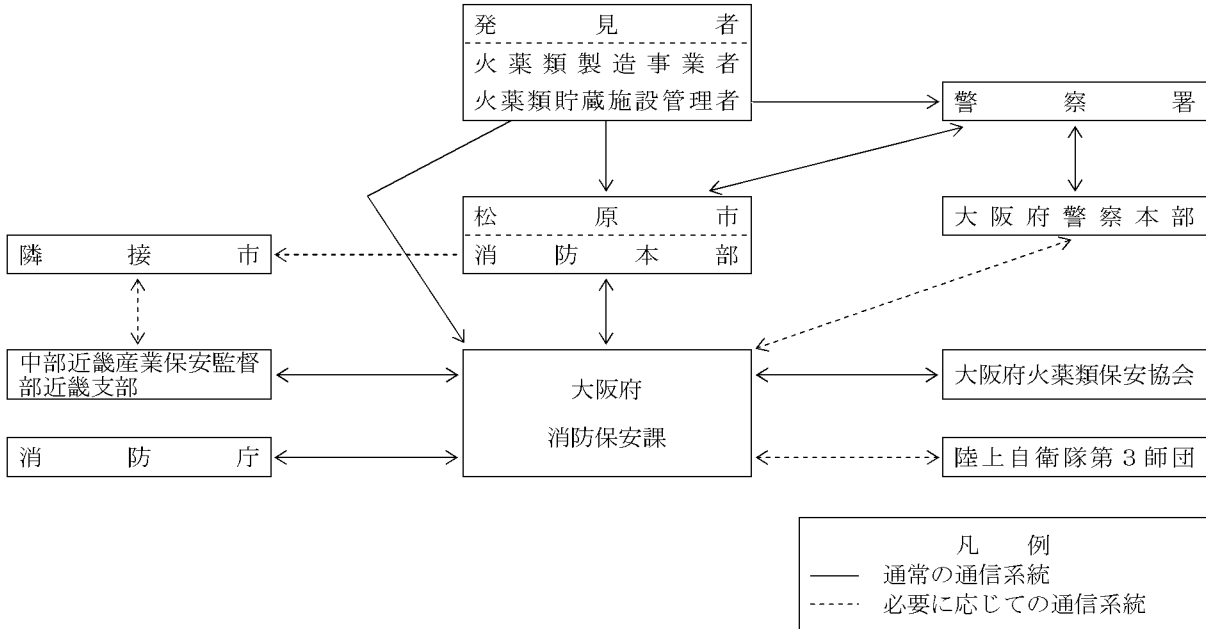 発見者
火薬類製造事業者
火薬類貯蔵施設管理者
警察署
松原市
消防本部
大阪府警察本部
隣接市
中部近畿産業保安監督
部近畿支部
大阪府
消防保安課
大阪府火薬類保安協会
消防庁
陸上自衛隊第3師団
凡例
通常の通信系統
必要に応じての通信系統